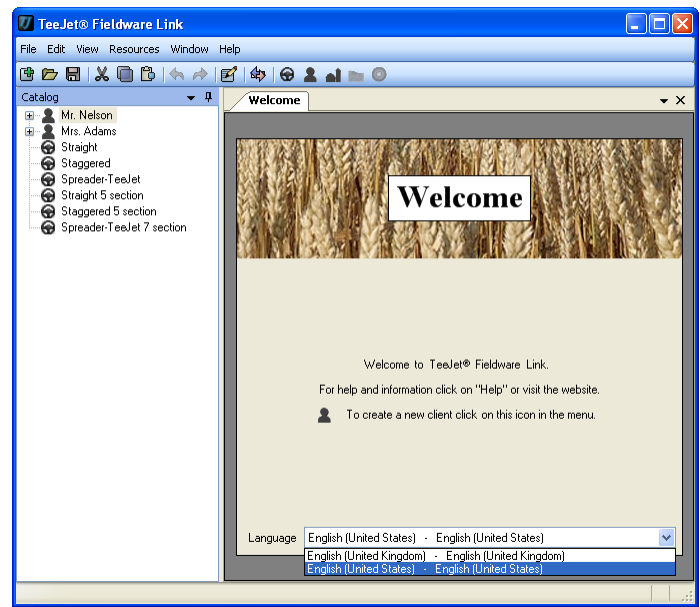 TeeJet® Fieldware Link
File Edit View Resources Window Help
Catalog
Mr. Nelson
Mrs. Adams
Straight
Staggered
Spreader-TeeJet
Straight 5 section
Staggered 5 section
Spreader-TeeJet 7 section
Welcome
Welcome
Welcome to TeeJet® Fieldware Link.
For help and information click on "Help" or visit the website.
To create a new client click on this icon in the menu.
Language English (United States) - English (United States)
English (United Kingdom) - English (United Kingdom)
English (United States) - English (United States)